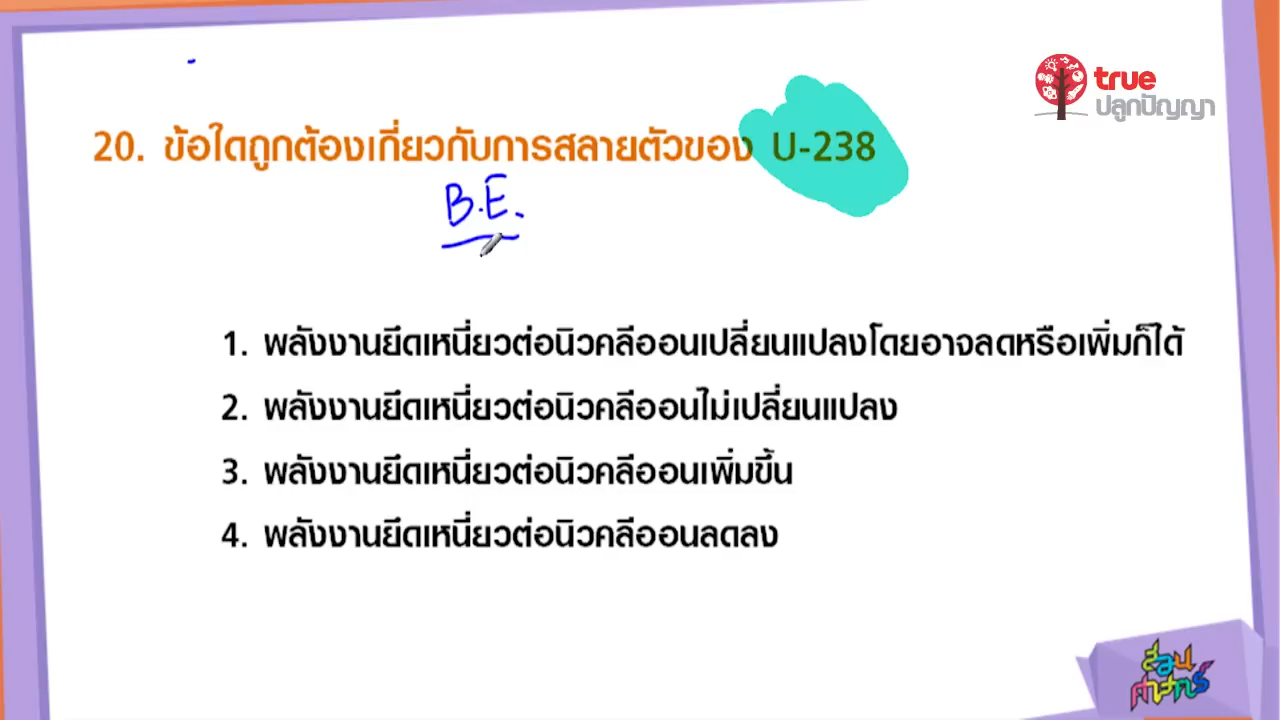 true
ปลูกปัญญา
20. ข้อใดถูกต้องเกี่ยวกับการสลายตัวของ U-238
B.E.
1. พลังงานยึดเหนี่ยวต่อนิวคลีออนเปลี่ยนแปลงโดยอาจลดหรือเพิ่มก็ได้
2. พลังงานยึดเหนี่ยวต่อนิวคลีออนไม่เปลี่ยนแปลง
3. พลังงานยึดเหนี่ยวต่อนิวคลีออนเพิ่มขึ้น
4. พลังงานยึดเหนี่ยวต่อนิวคลีออนลดลง
สอน
ศาสตร์